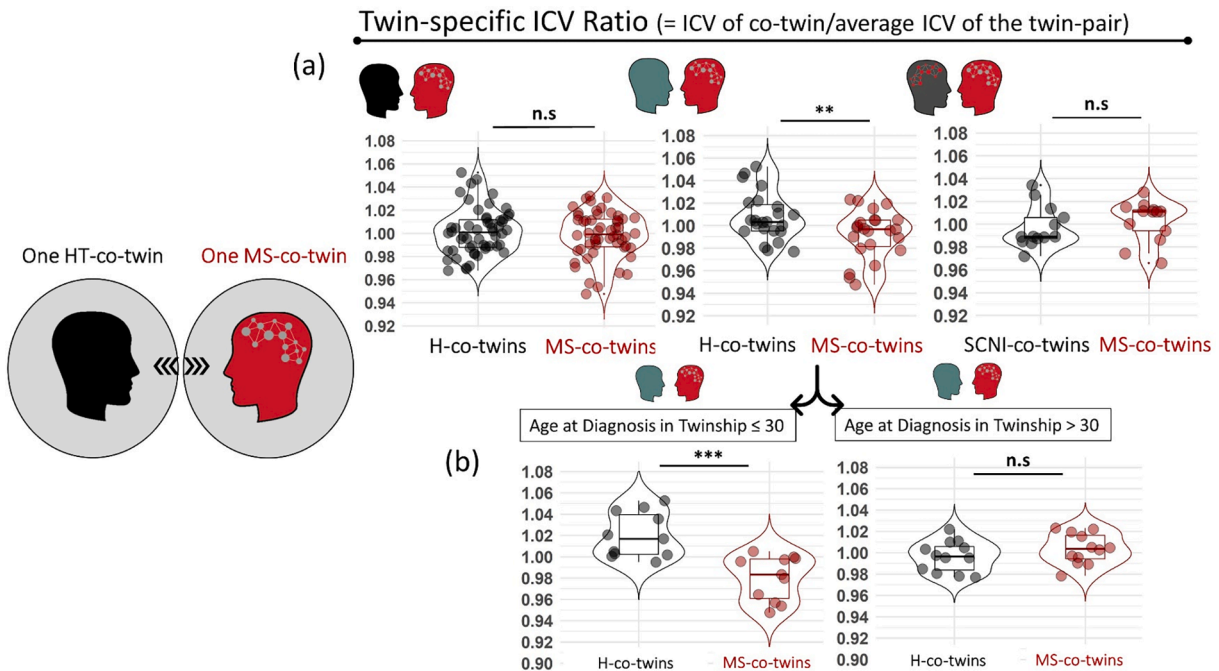 Twin-specific ICV Ratio (= ICV of co-twin/average ICV of the twin-pair)
(a)
n.s
**
n.s
1.08
1.06
1.04
1.02
1.00
0.98
0.96
0.94
0.92
1.08
1.06
1.04
1.02
1.00
0.98
0.96
0.94
0.92
1.08
1.06
1.04
1.02
1.00
0.98
0.96
0.94
0.92
One HT-co-twin
One MS-co-twin
H-co-twins
MS-co-twins
H-co-twins
MS-co-twins
SCNI-co-twins
MS-co-twins
Age at Diagnosis in Twinship ≤ 30
Age at Diagnosis in Twinship > 30
(b)
***
n.s
1.08
1.06
1.04
1.02
1.00
0.98
0.96
0.94
0.92
0.90
1.08
1.06
1.04
1.02
1.00
0.98
0.96
0.94
0.92
0.90
H-co-twins
MS-co-twins
H-co-twins
MS-co-twins